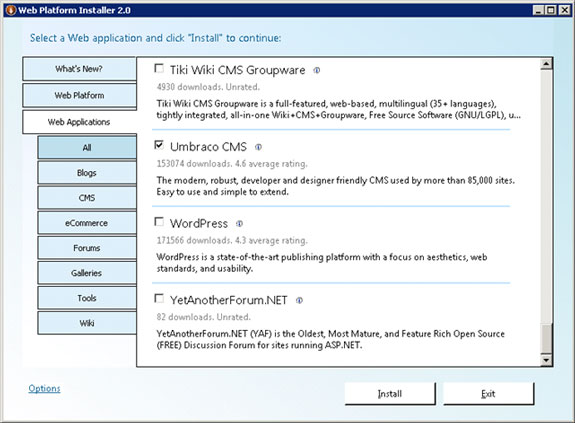 Web Platform Installer 2.0
Select a Web application and click "Install" to continue:
What's New?
Web Platform
Web Applications
All
Blogs
CMS
eCommerce
Forums
Galleries
Tools
Wiki
Tiki Wiki CMS Groupware
4930 downloads. Unrated.
Tiki Wiki CMS Groupware is a full-featured, web-based, multilingual (35+ languages),
tightly integrated, all-in-one Wiki+CMS+Groupware, Free Source Software (GNU/LGPL), u...
Umbraco CMS
153074 downloads. 4.6 average rating.
The modern, robust, developer and designer friendly CMS used by more than 85,000 sites.
Easy to use and simple to extend.
WordPress
171566 downloads. 4.3 average rating.
WordPress is a state-of-the-art publishing platform with a focus on aesthetics, web
standards, and usability.
YetAnotherForum.NET
82 downloads. Unrated.
YetAnotherForum.NET (YAF) is the Oldest, Most Mature, and Feature Rich Open Source
(FREE) Discussion Forum for sites running ASP.NET.
Options
Install
Exit